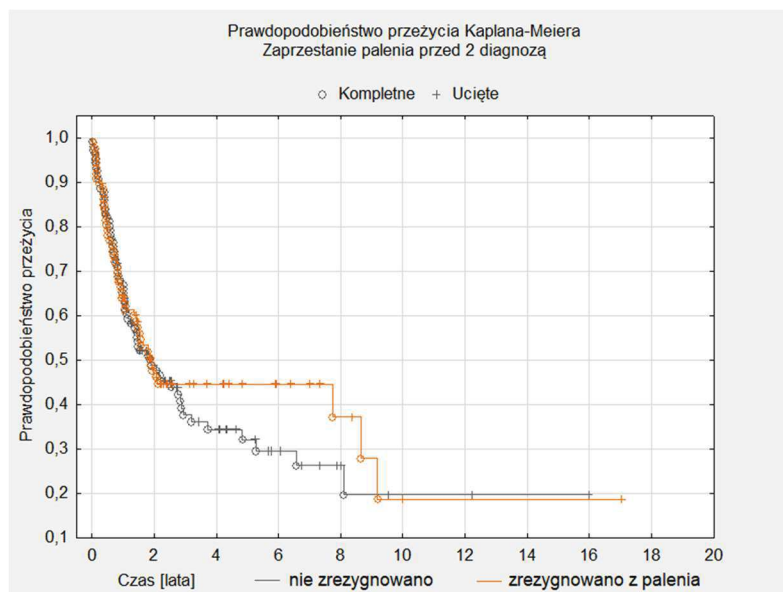 Prawdopodobieństwo przeżycia Kaplana-Meiera
Zaprzestanie palenia przed 2 diagnozą
Kompletne Ucięte
Prawdopodobieństwo przeżycia
1,0
0,9
0,8
0,7
0,6
0,5
0,4
0,3
0,2
0,1
0 2 4 6 8 10 12 14 16 18 20
Czas [lata] nie zrezygnowano zrezygnowano z palenia